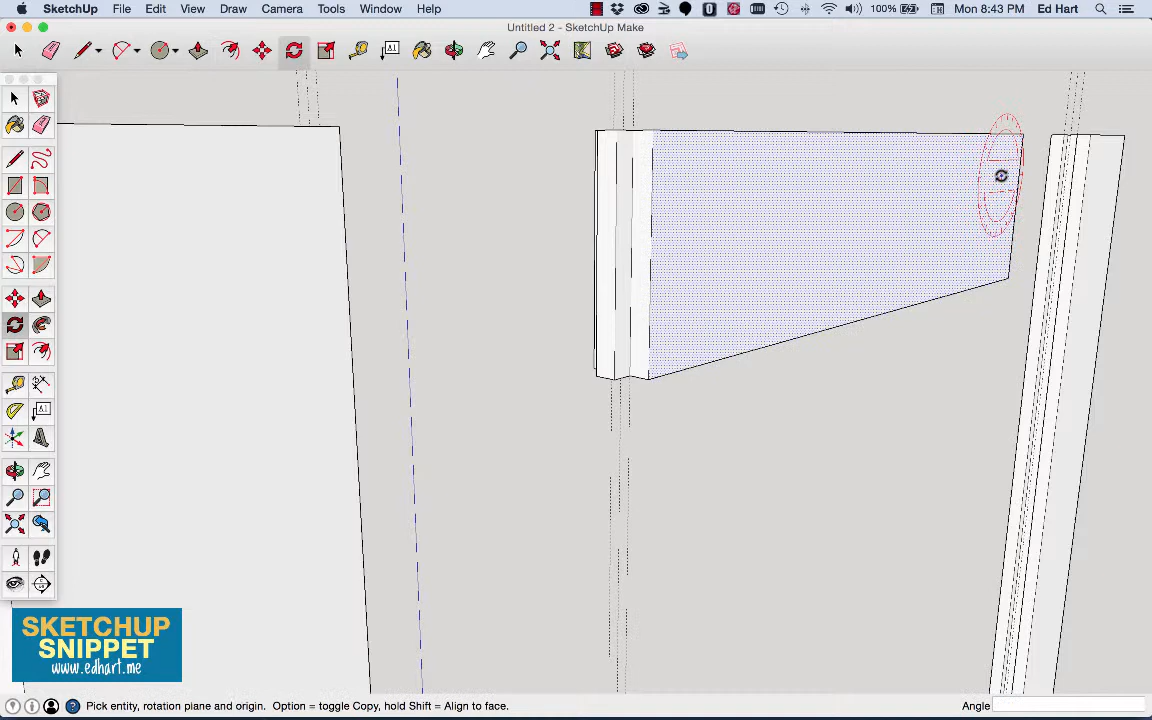 SketchUp File Edit View Draw Camera Tools Window Help 100% Mon 8:43 PM Ed Hart
Untitled 2 - SketchUp Make
A1
A1
SKETCHUP
SNIPPET
www.edhart.me
Pick entity, rotation plane and origin. Option = toggle Copy, hold Shift = Align to face. Angle